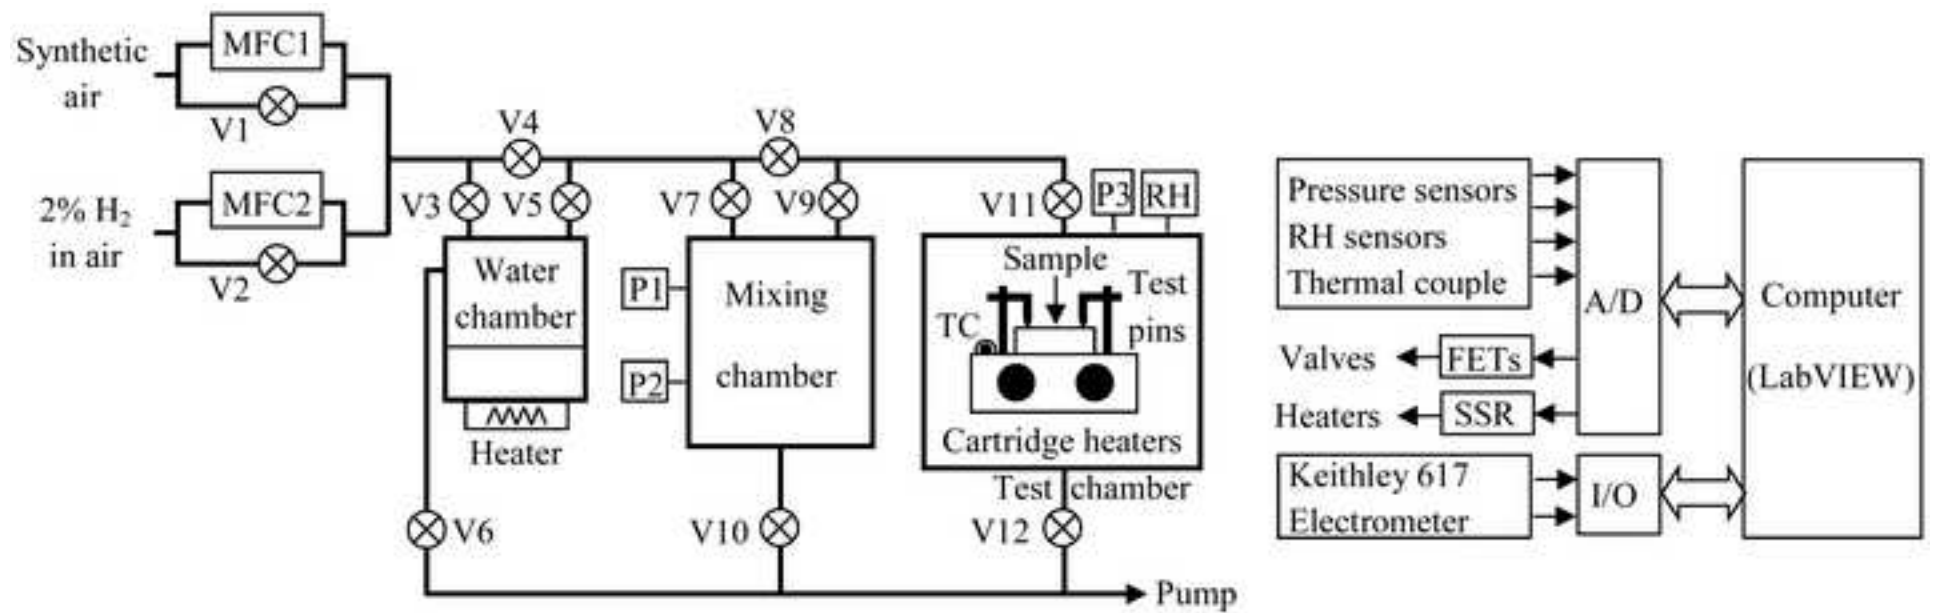 Synthetic
air
MFC1
V1
2% H₂
in air
MFC2
V2
V4
V8
V3
V5
V7
V9
V11
P3
RH
Water
chamber
Heater
P1
P2
Mixing
chamber
Sample
Test
pins
TC
Cartridge heaters
Test chamber
V6
V10
V12
Pump
Pressure sensors
RH sensors
Thermal couple
A/D
Computer
(LabVIEW)
Valves
FETs
Heaters
SSR
Keithley 617
Electrometer
I/O